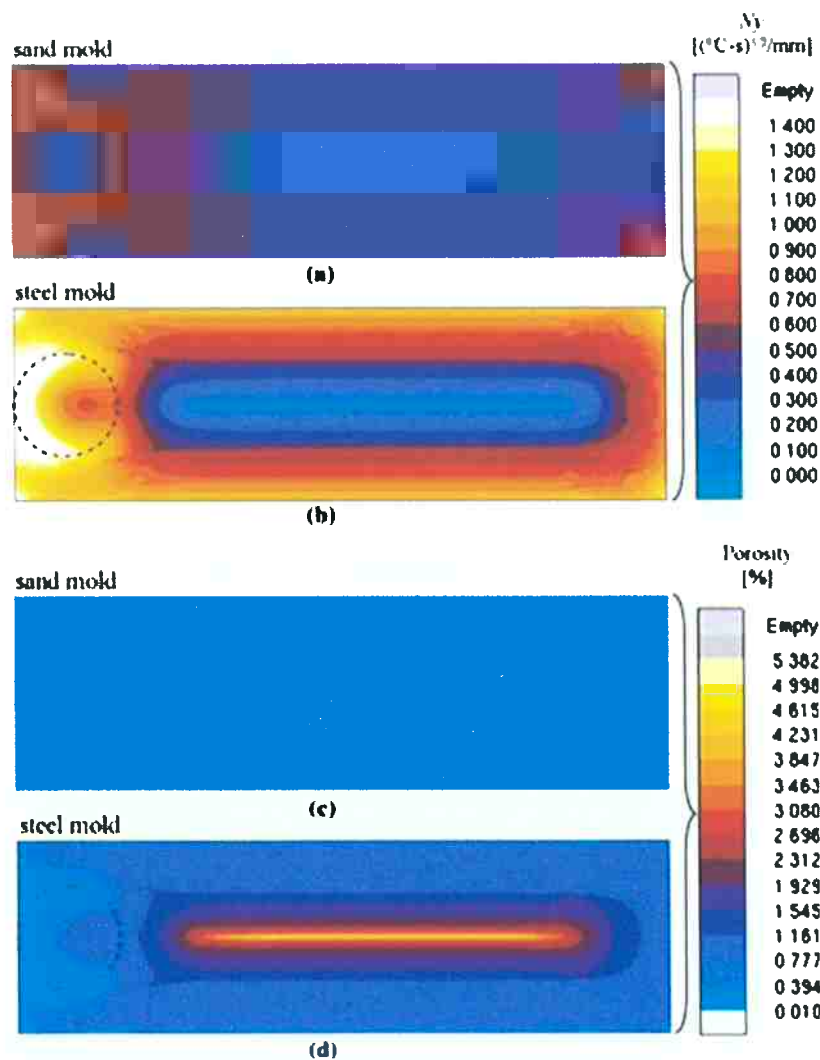 sand mold
Ny
[(°C-s)
/mm]
Empty
1 400
1 300
1 200
1 100
1 000
0 900
0 800
0 700
0 600
0 500
0 400
0 300
0 200
0 100
0 000
(a)
steel mold
(b)
Porosity
[%]
sand mold
Empty
5 382
4 998
4 615
4 231
3 847
3 463
3 080
2 696
2 312
1 929
1 545
1 161
0 777
0 394
0 010
(c)
steel mold
(d)